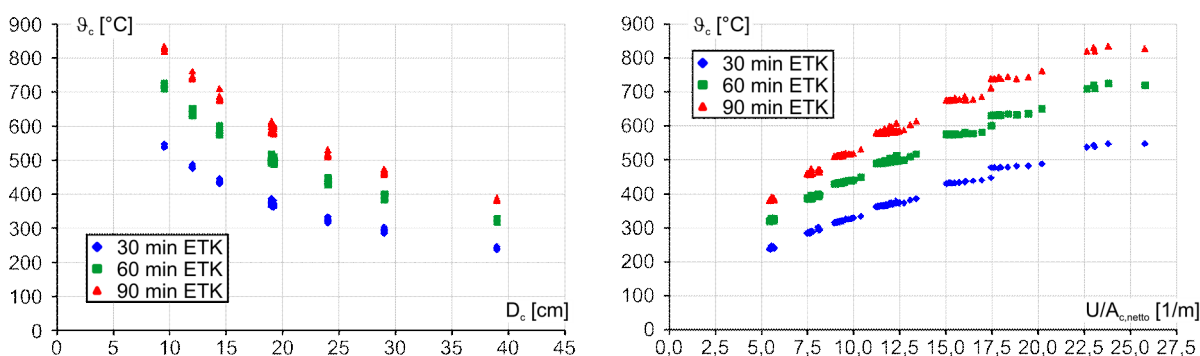 ϑc [°C]
900
800
700
600
500
400
300
200
100
0
30 min ETK
60 min ETK
90 min ETK
Dc [cm]
0 5 10 15 20 25 30 35 40 45
ϑc [°C]
900
800
700
600
500
400
300
200
100
0
30 min ETK
60 min ETK
90 min ETK
U/Ac,netto [1/m]
0,0 2,5 5,0 7,5 10,0 12,5 15,0 17,5 20,0 22,5 25,0 27,5